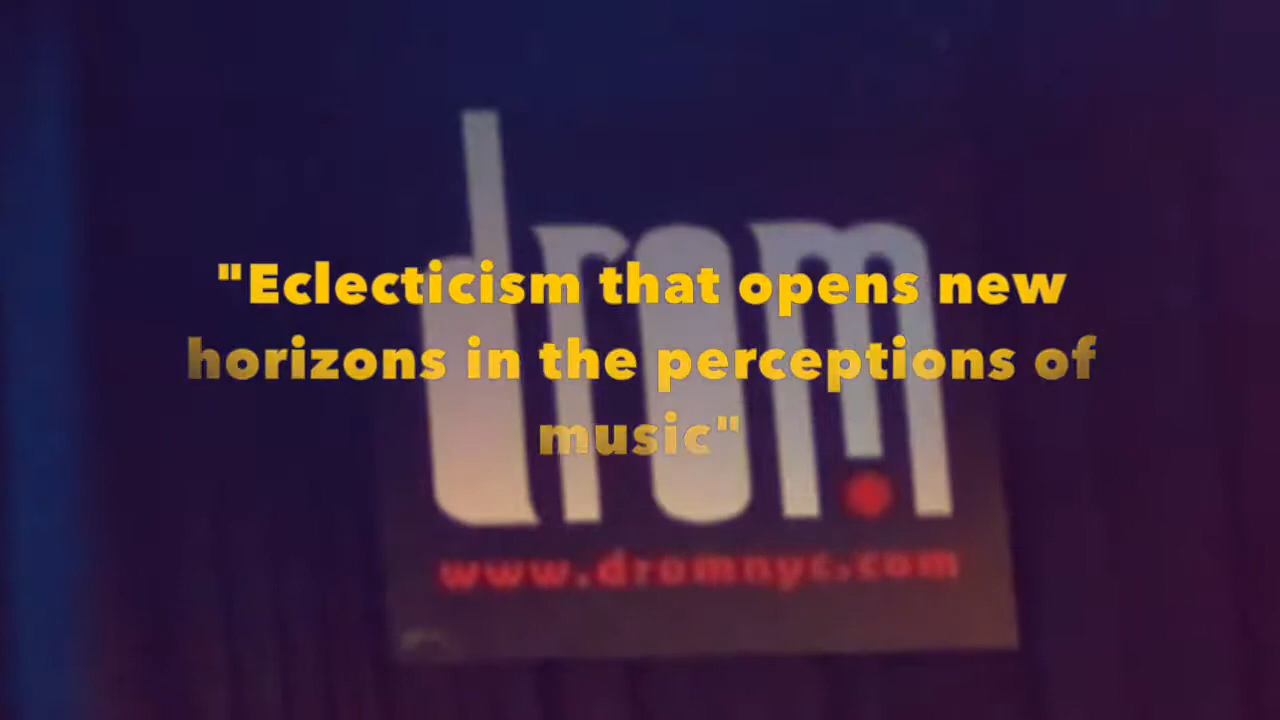 drom
"Eclecticism that opens new
horizons in the perceptions of
music"
www.dromnyc.com